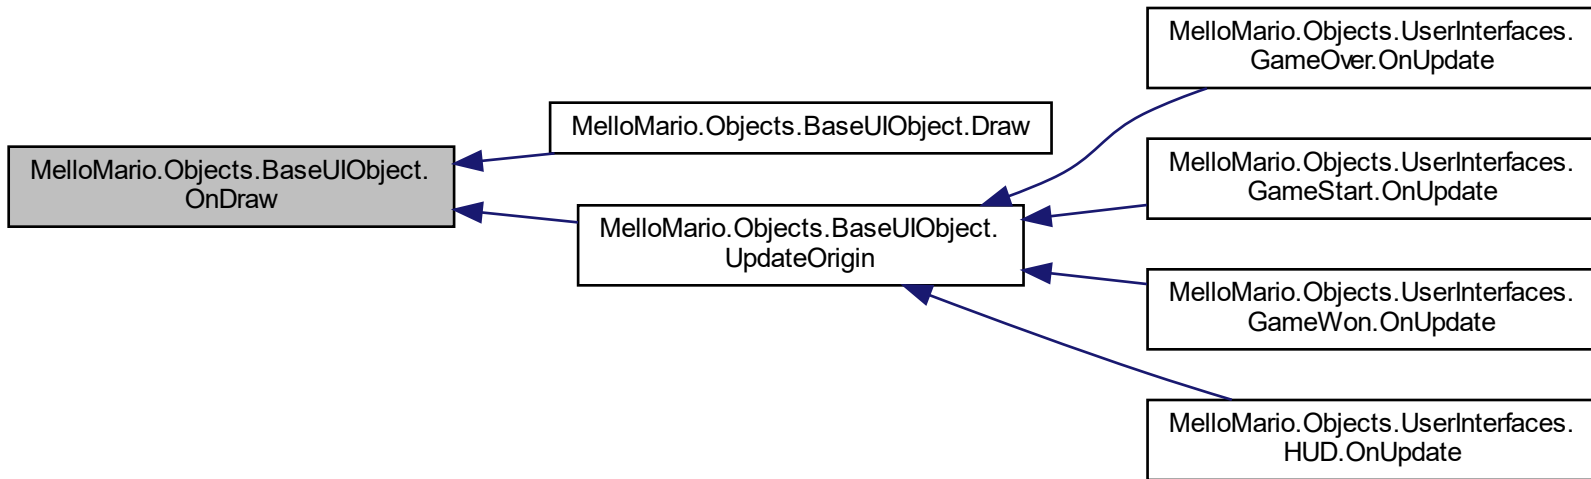 MelloMario.Objects.BaseUIObject.
OnDraw
MelloMario.Objects.BaseUIObject.Draw
MelloMario.Objects.BaseUIObject.
UpdateOrigin
MelloMario.Objects.UserInterfaces.
GameOver.OnUpdate
MelloMario.Objects.UserInterfaces.
GameStart.OnUpdate
MelloMario.Objects.UserInterfaces.
GameWon.OnUpdate
MelloMario.Objects.UserInterfaces.
HUD.OnUpdate